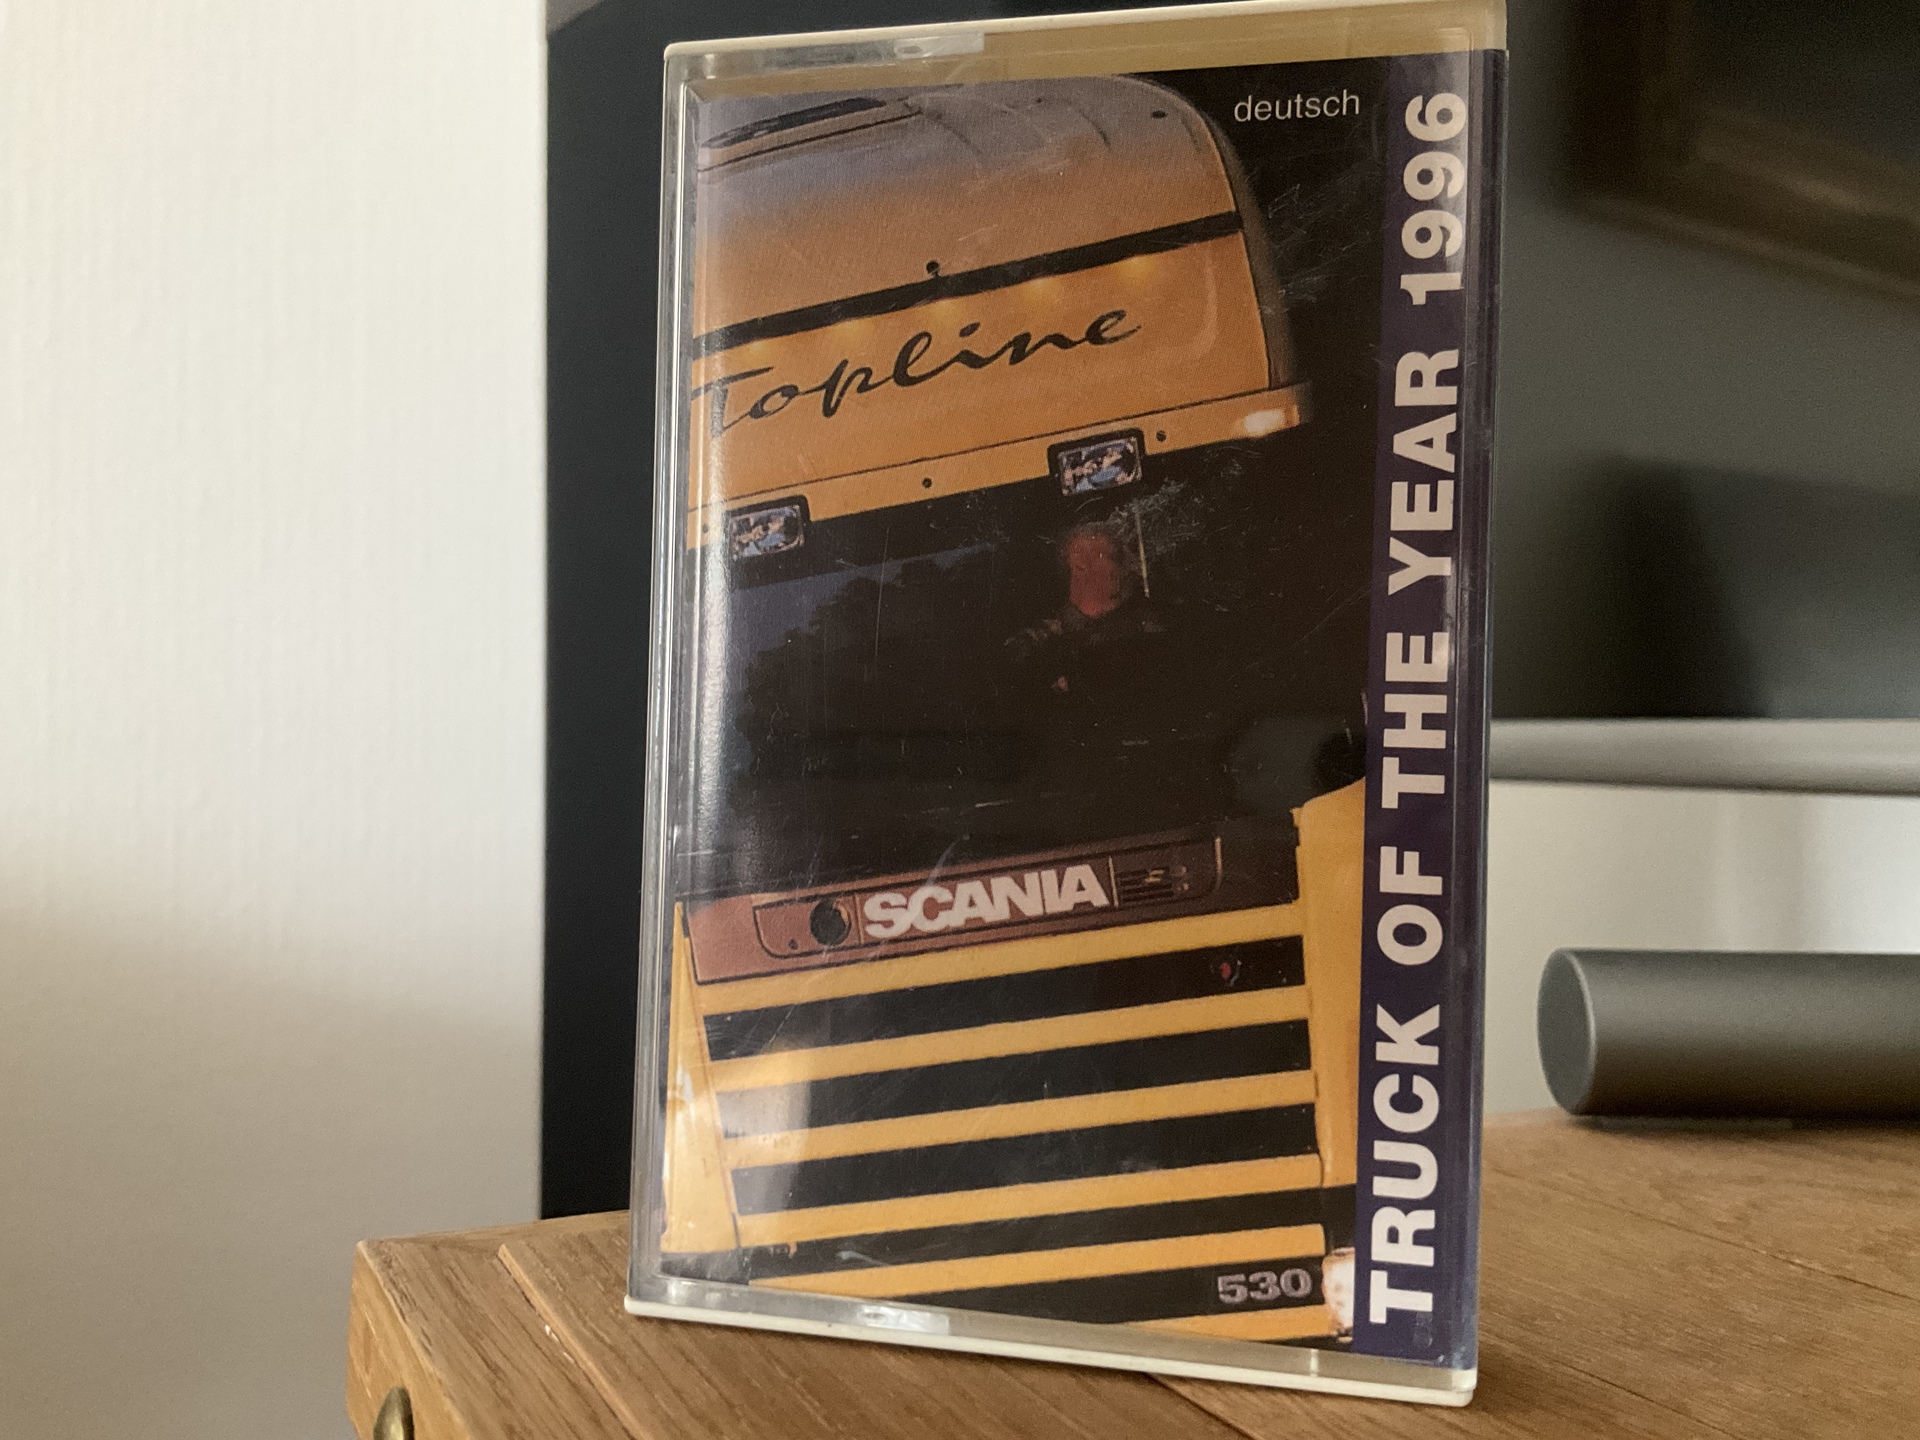 deutsch
Topline
SCANIA
530
TRUCK OF THE YEAR 1996